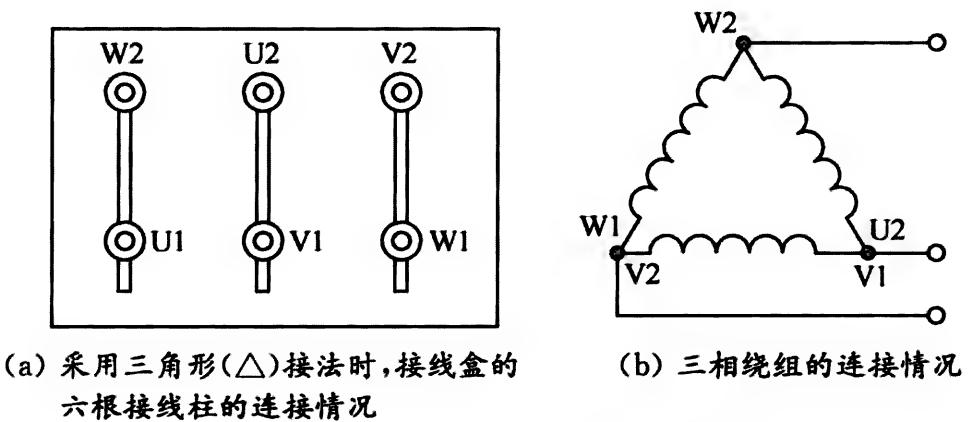 W2 U2 V2
U1 V1 W1
(a) 采用三角形(△)接法时,接线盒的
六根接线柱的连接情况
W2
W1 U2
V2 V1
(b) 三相绕组的连接情况